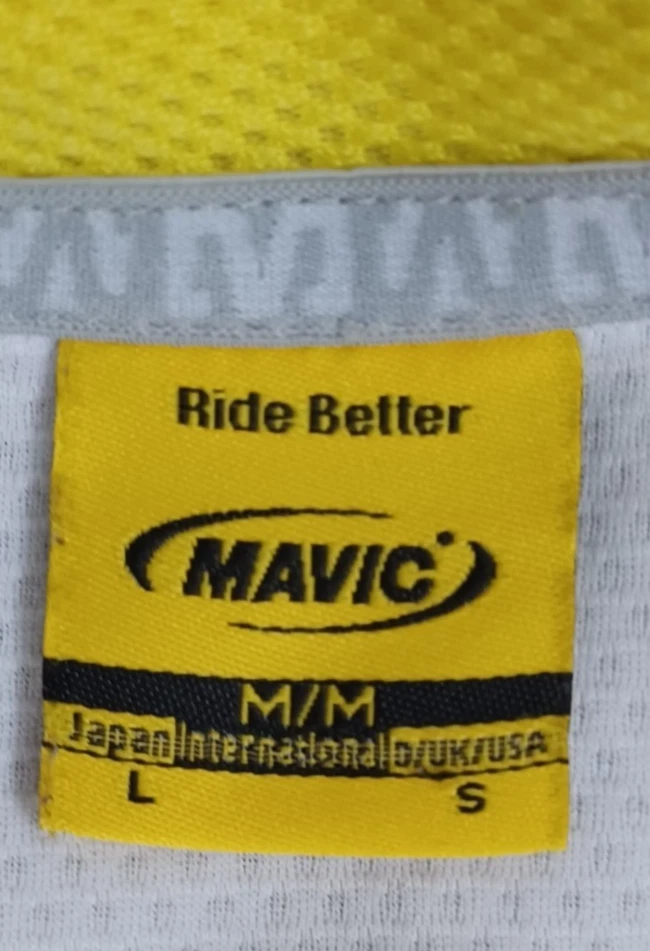 Ride Better
MAVIC
M/M
Japan International D/UK/USA
L S